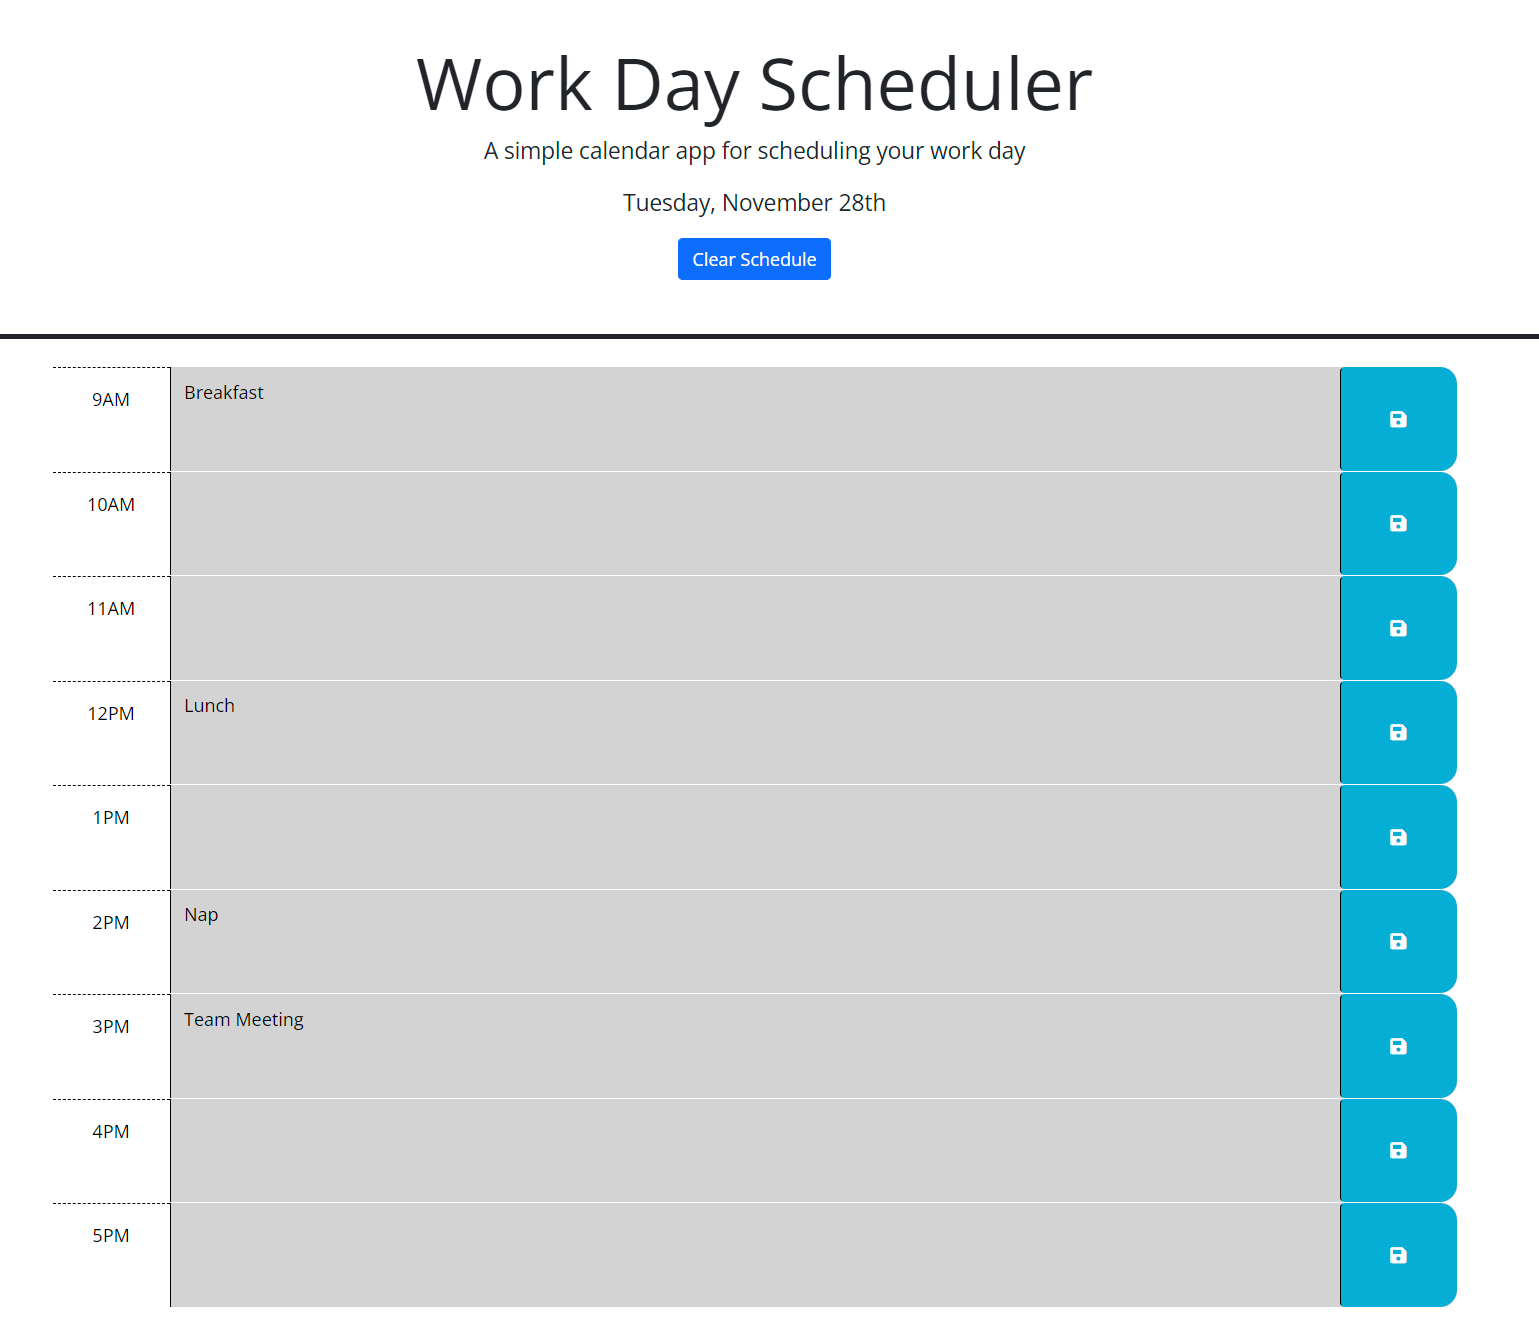 Work Day Scheduler
A simple calendar app for scheduling your work day
Tuesday, November 28th
Clear Schedule
9AM Breakfast
10AM
11AM
12PM Lunch
1PM
2PM Nap
3PM Team Meeting
4PM
5PM